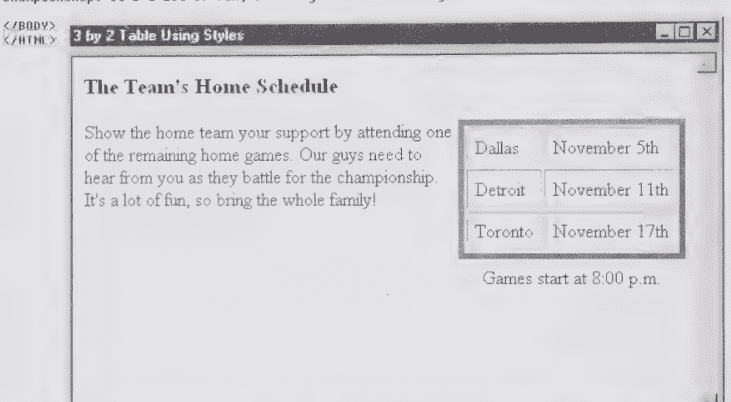 </BODY>
</HTML>
3 by 2 Table Using Styles
The Team's Home Schedule
Show the home team your support by attending one
of the remaining home games. Our guys need to
hear from you as they battle for the championship.
It's a lot of fun, so bring the whole family!
Dallas November 5th
Detroit November 11th
Toronto November 17th
Games start at 8:00 p.m.